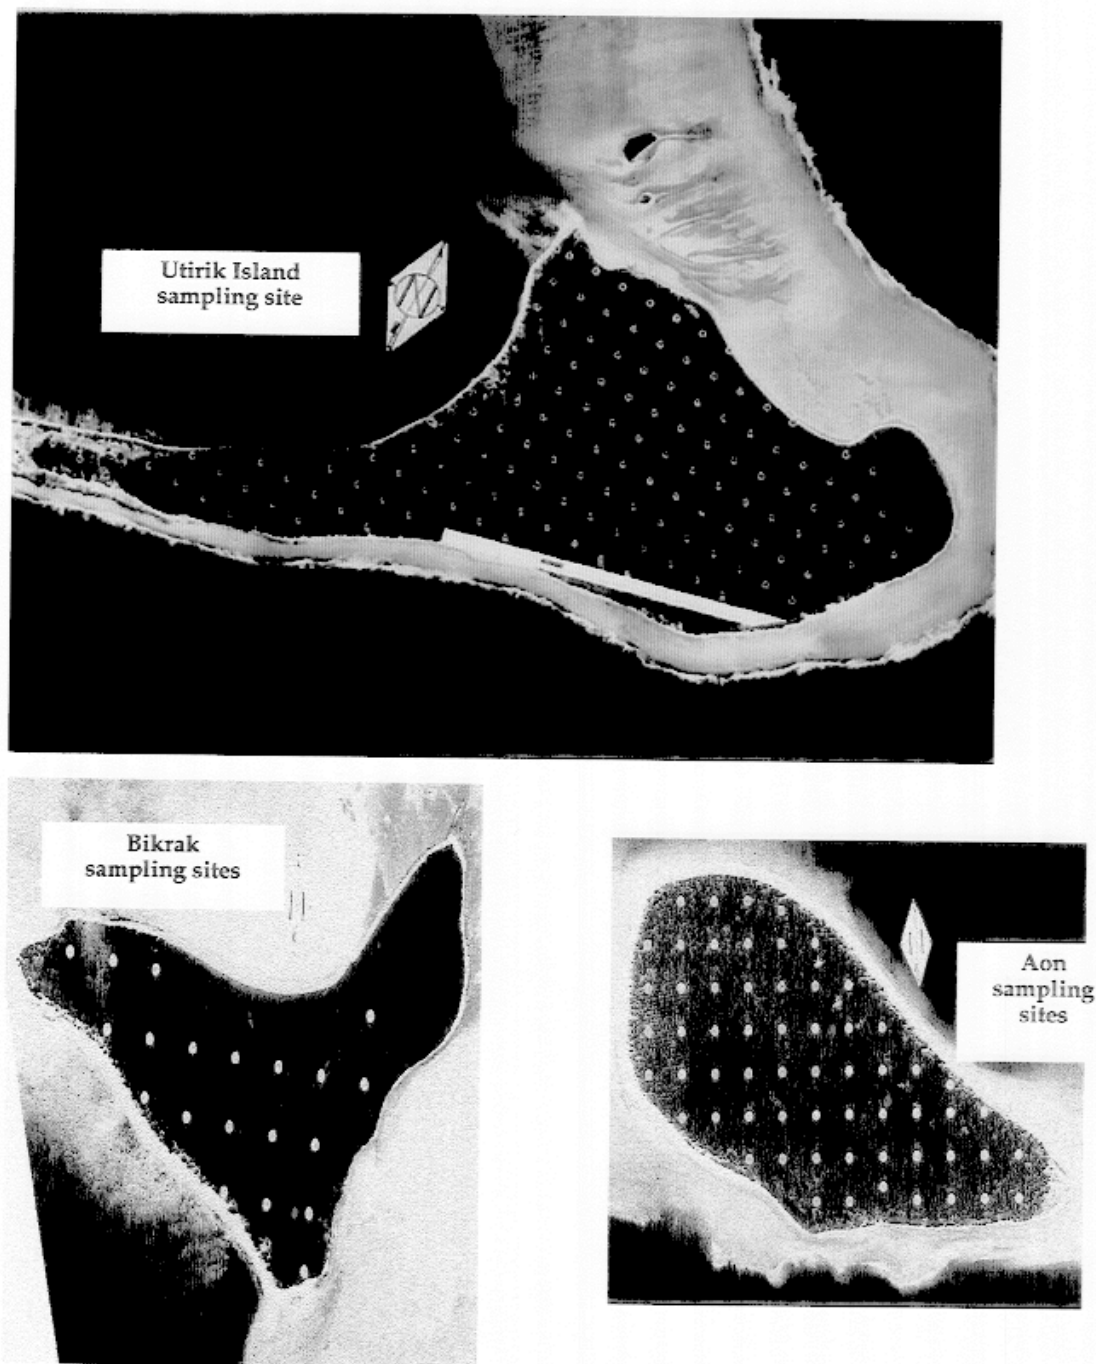 Utirik Island
sampling site
Bikrak
sampling sites
Aon
sampling
sites